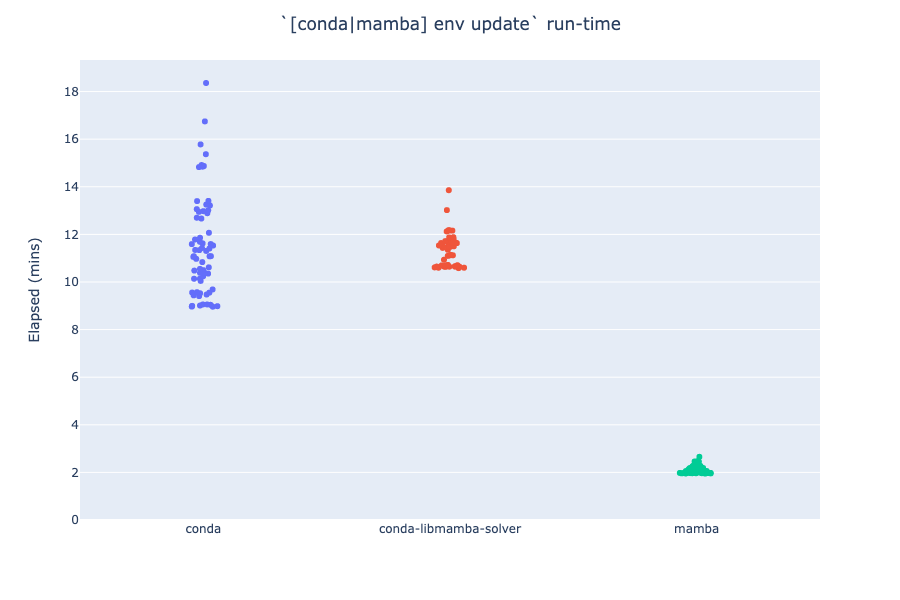 `[conda|mamba] env update` run-time
Elapsed (mins)
18
16
14
12
10
8
6
4
2
0
conda
conda-libmamba-solver
mamba